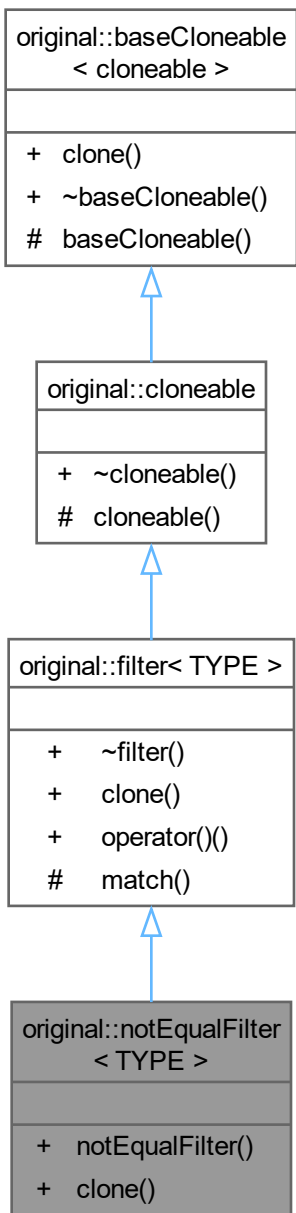 original::baseCloneable
< cloneable >
+ clone()
+ ~baseCloneable()
# baseCloneable()
original::cloneable
+ ~cloneable()
# cloneable()
original::filter< TYPE >
+ ~filter()
+ clone()
+ operator()()
# match()
original::notEqualFilter
< TYPE >
+ notEqualFilter()
+ clone()